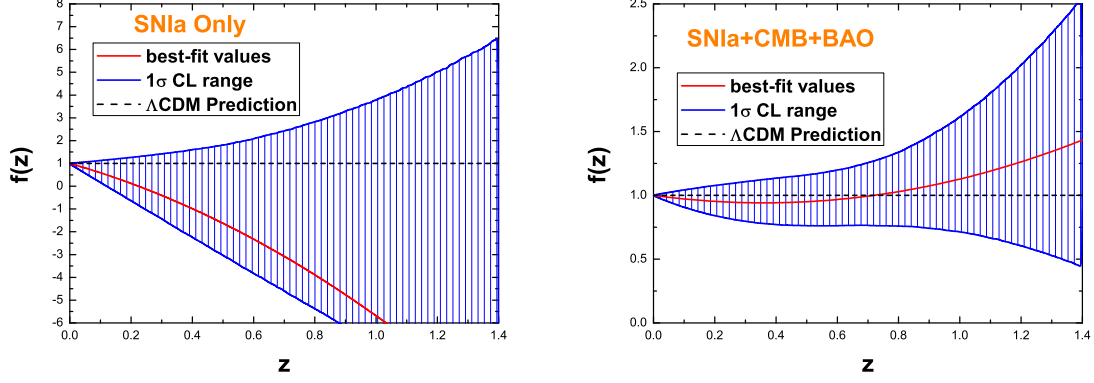 SNIa Only
best-fit values
1σ CL range
ΛCDM Prediction
f(z)
8
7
6
5
4
3
2
1
0
-1
-2
-3
-4
-5
-6
0.0 0.2 0.4 0.6 0.8 1.0 1.2 1.4
z
SNIa+CMB+BAO
best-fit values
1σ CL range
ΛCDM Prediction
f(z)
2.5
2.0
1.5
1.0
0.5
0.0
0.0 0.2 0.4 0.6 0.8 1.0 1.2 1.4
z